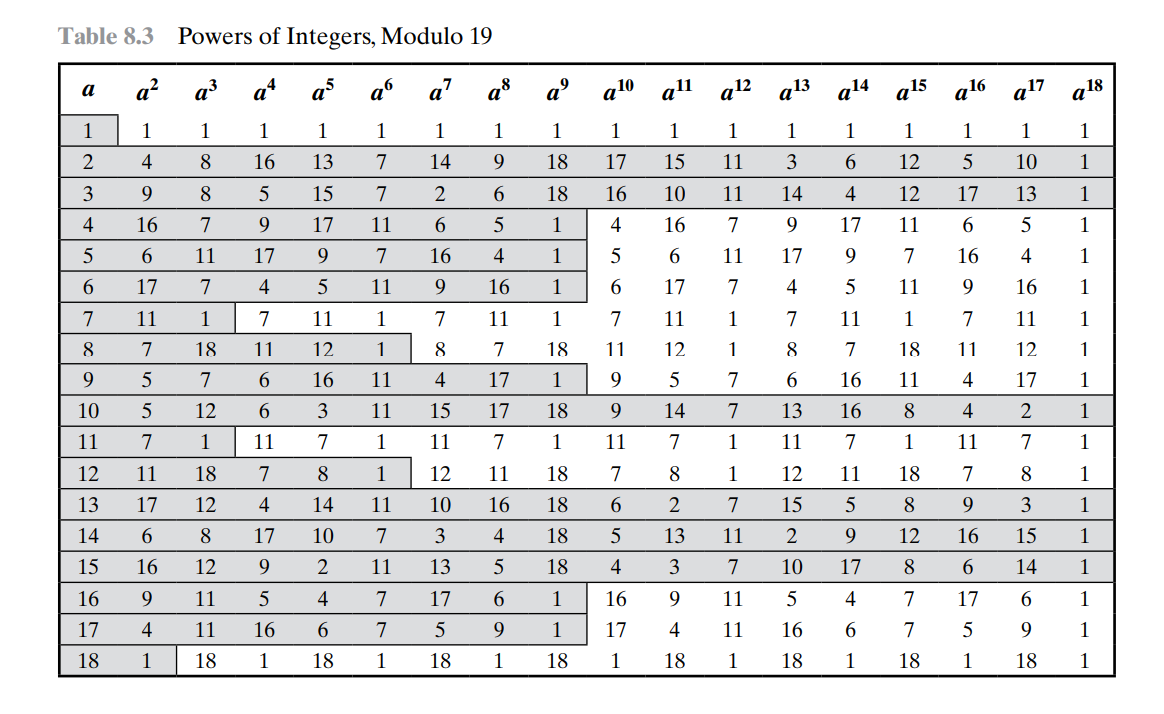 Table 8.3 Powers of Integers, Modulo 19
a a² a³ a⁴ a⁵ a⁶ a⁷ a⁸ a⁹ a¹⁰ a¹¹ a¹² a¹³ a¹⁴ a¹⁵ a¹⁶ a¹⁷ a¹⁸
1 1 1 1 1 1 1 1 1 1 1 1 1 1 1 1 1 1
2 4 8 16 13 7 14 9 18 17 15 11 3 6 12 5 10 1
3 9 8 5 15 7 2 6 18 16 10 11 14 4 12 17 13 1
4 16 7 9 17 11 6 5 1 4 16 7 9 17 11 6 5 1
5 6 11 17 9 7 16 4 1 5 6 11 17 9 7 16 4 1
6 17 7 4 5 11 9 16 1 6 17 7 4 5 11 9 16 1
7 11 1 7 11 1 7 11 1 7 11 1 7 11 1 7 11 1
8 7 18 11 12 1 8 7 18 11 12 1 8 7 18 11 12 1
9 5 7 6 16 11 4 17 1 9 5 7 6 16 11 4 17 1
10 5 12 6 3 11 15 17 18 9 14 7 13 16 8 4 2 1
11 7 1 11 7 1 11 7 1 11 7 1 11 7 1 11 7 1
12 11 18 7 8 1 12 11 18 7 8 1 12 11 18 7 8 1
13 17 12 4 14 11 10 16 18 6 2 7 15 5 8 9 3 1
14 6 8 17 10 7 3 4 18 5 13 11 2 9 12 16 15 1
15 16 12 9 2 11 13 5 18 4 3 7 10 17 8 6 14 1
16 9 11 5 4 7 17 6 1 16 9 11 5 4 7 17 6 1
17 4 11 16 6 7 5 9 1 17 4 11 16 6 7 5 9 1
18 1 18 1 18 1 18 1 18 1 18 1 18 1 18 1 18 1